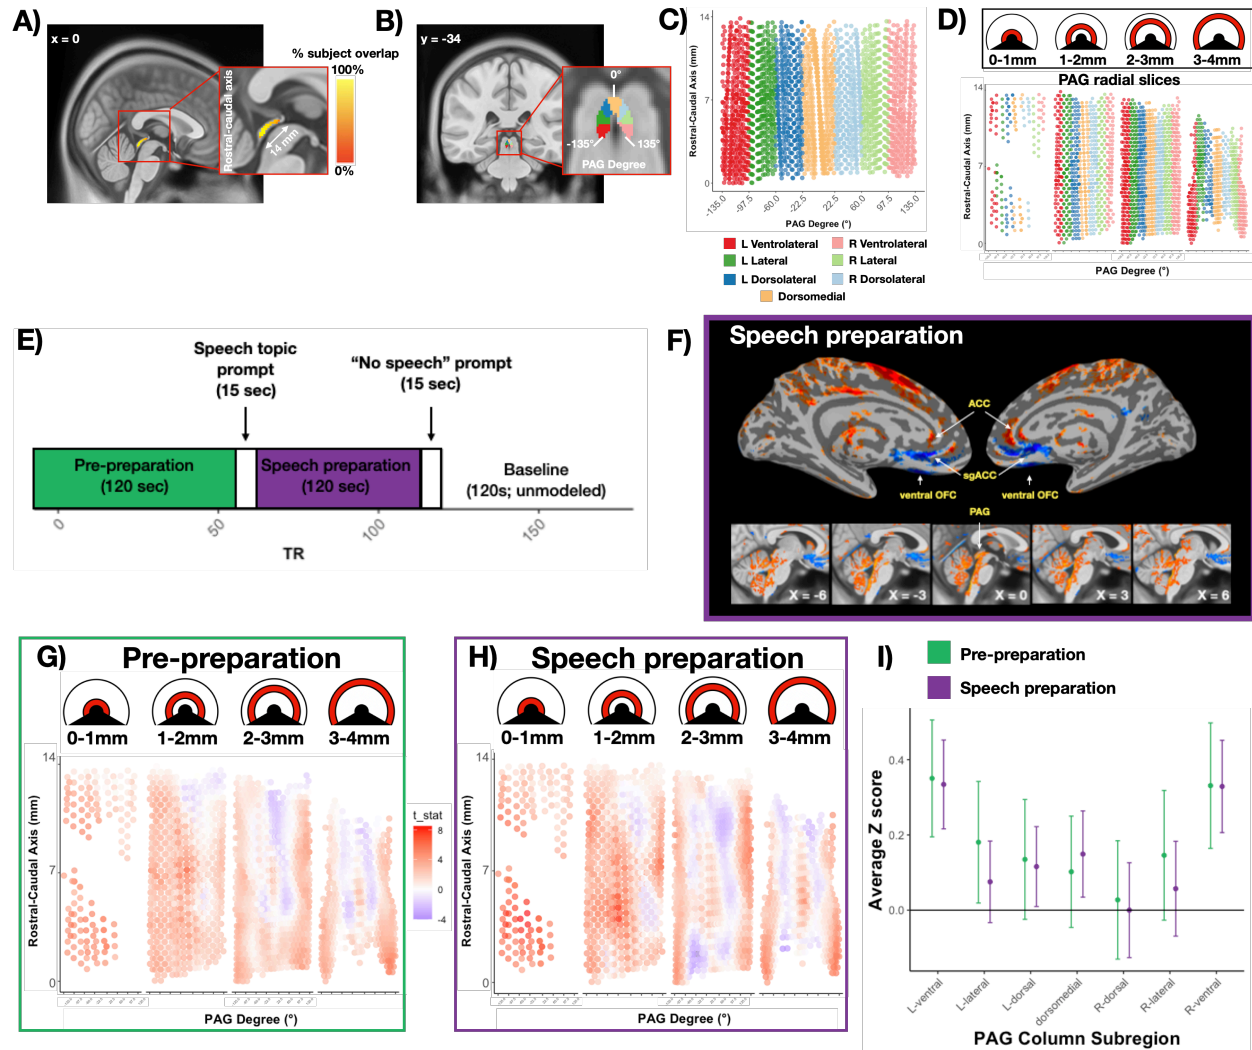 A)
x = 0
% subject overlap
100%
0%
Rostral-caudal axis
14 mm
B)
y = -34
0°
-135°
135°
PAG Degree
C)
14
7
0
Rostral-Caudal Axis (mm)
-135.0
-97.5
-60.0
-22.5
22.5
60.0
97.5
135.0
PAG Degree (°)
L Ventrolateral
R Ventrolateral
L Lateral
R Lateral
L Dorsolateral
R Dorsolateral
Dorsomedial
D)
0-1mm
1-2mm
2-3mm
3-4mm
PAG radial slices
14
7
0
Rostral-Caudal Axis (mm)
PAG Degree (°)
E)
Speech topic
prompt
(15 sec)
“No speech” prompt
(15 sec)
Pre-preparation
(120 sec)
Speech preparation
(120 sec)
Baseline
(120s; unmodeled)
0
50
100
150
TR
F)
Speech preparation
ACC
sgACC
ventral OFC
ventral OFC
PAG
X = -6
X = -3
X = 0
X = 3
X = 6
G)
Pre-preparation
0-1mm
1-2mm
2-3mm
3-4mm
14
7
0
Rostral-Caudal Axis (mm)
PAG Degree (°)
t_stat
8
4
0
-4
H)
Speech preparation
0-1mm
1-2mm
2-3mm
3-4mm
14
7
0
Rostral-Caudal Axis (mm)
PAG Degree (°)
I)
Pre-preparation
Speech preparation
0.4
0.2
0.0
Average Z score
L-ventral
L-lateral
L-dorsal
dorsomedial
R-dorsal
R-lateral
R-ventral
PAG Column Subregion